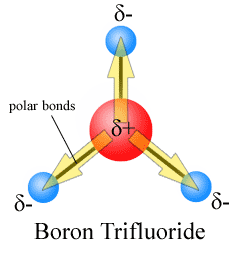 δ-
polar bonds
δ+
δ-
δ-
Boron Trifluoride